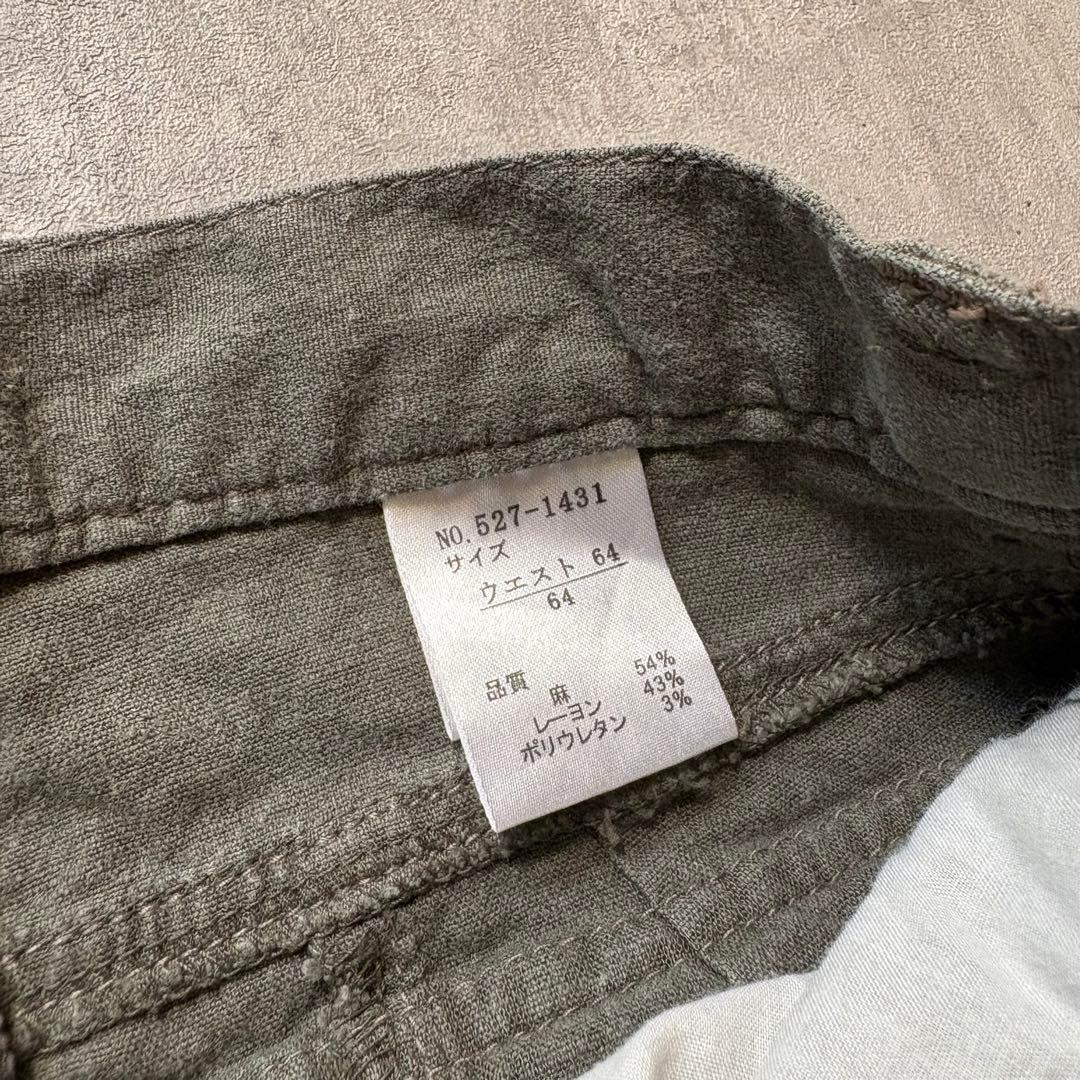 NO.527-1431
サイズ
ウエスト 64
64
品質
麻 54%
レーヨン 43%
ポリウレタン 3%